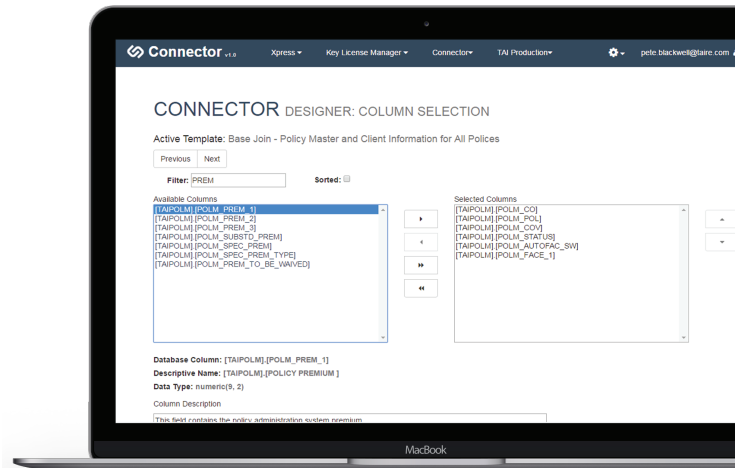 Connector v1.8
Xpress
Key License Manager
Connector
TAI Production
pete.blackwell@taire.com
CONNECTOR DESIGNER: COLUMN SELECTION
Active Template: Base Join - Policy Master and Client Information for All Polices
Previous
Next
Filter: PREM
Sorted:
Available Columns
[TAIPOLM].[POLM_PREM_1]
[TAIPOLM].[POLM_PREM_2]
[TAIPOLM].[POLM_PREM_3]
[TAIPOLM].[POLM_SUBSTD_PREM]
[TAIPOLM].[POLM_SPEC_PREM]
[TAIPOLM].[POLM_SPEC_PREM_TYPE]
[TAIPOLM].[POLM_PREM_TO_BE_WAIVED]
Selected Columns
[TAIPOLM].[POLM_CO]
[TAIPOLM].[POLM_POL]
[TAIPOLM].[POLM_COV]
[TAIPOLM].[POLM_STATUS]
[TAIPOLM].[POLM_AUTOFAC_SW]
[TAIPOLM].[POLM_FACE_1]
Database Column: [TAIPOLM].[POLM_PREM_1]
Descriptive Name: [TAIPOLM].[POLICY PREMIUM ]
Data Type: numeric(9, 2)
Column Description
This field contains the policy administration system premium
MacBook